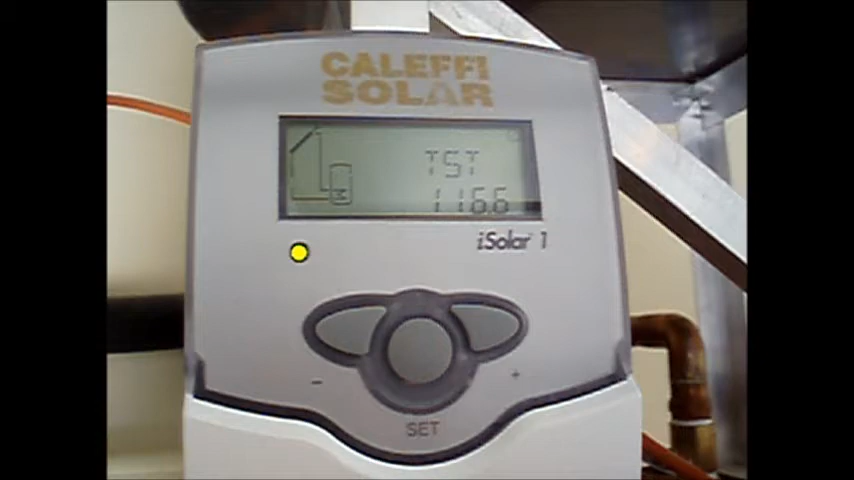 CALEFFI
SOLAR
TST
116.6
iSolar 1
- +
SET